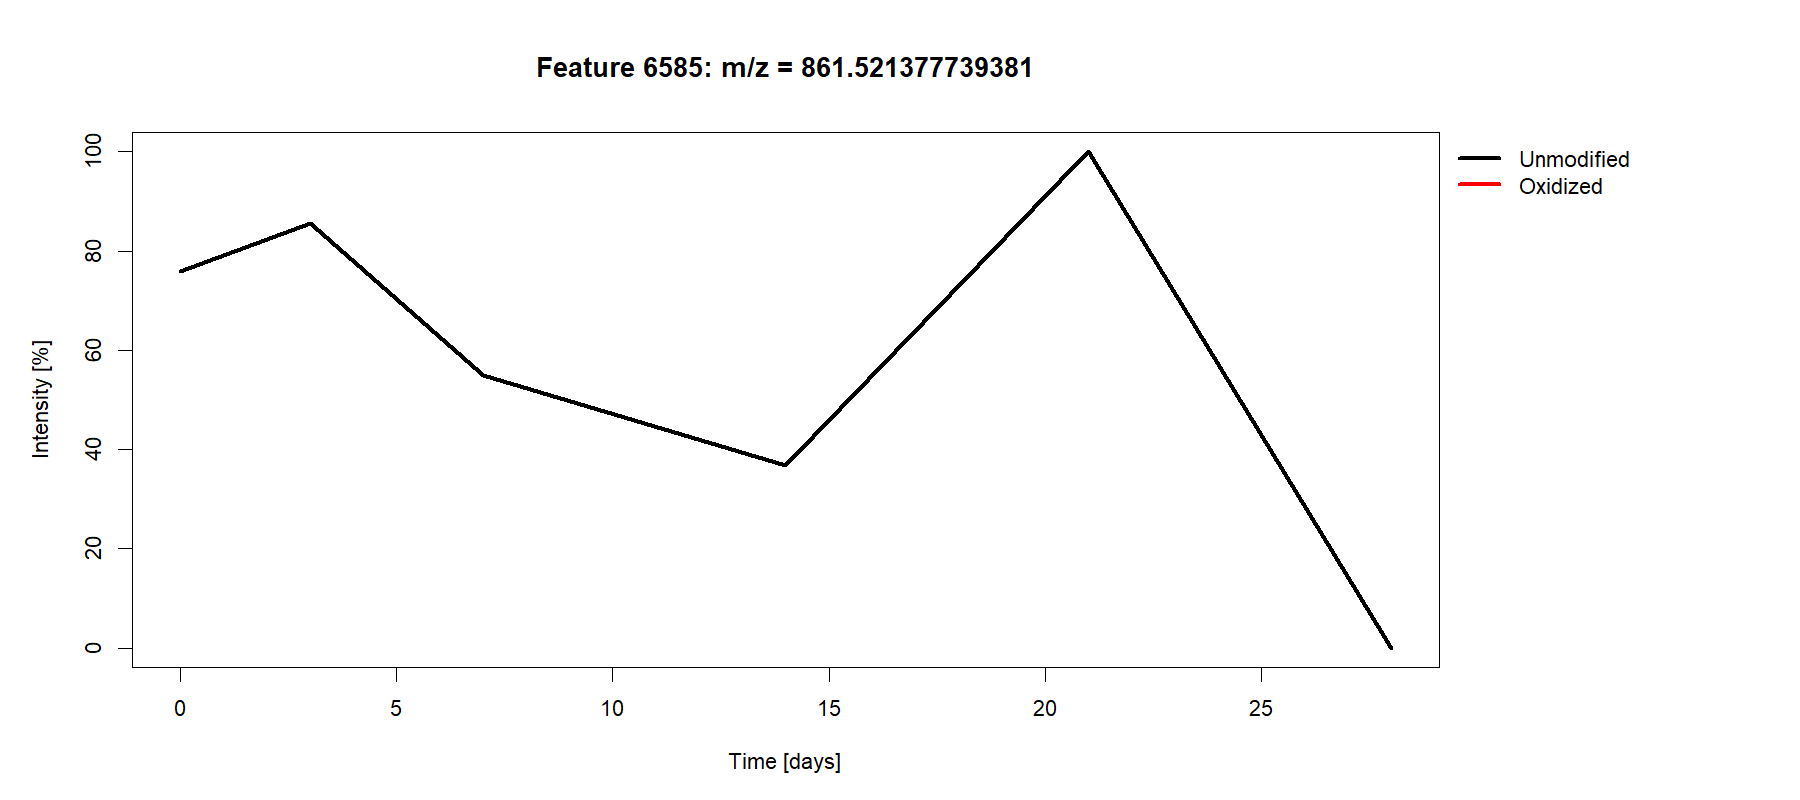 Feature 6585: m/z = 861.521377739381
Unmodified
Oxidized
Intensity [%]
100
80
60
40
20
0
0 5 10 15 20 25
Time [days]